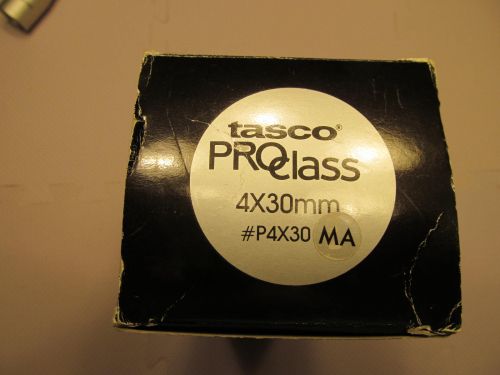 tasco®
PROclass
4X30mm
#P4X30 MA